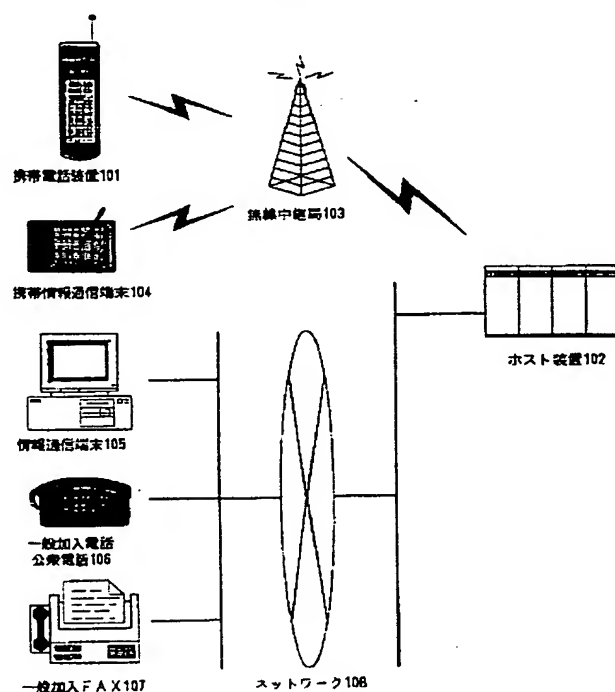 携帯電話装置101
無線中継局103
携帯情報通信端末104
ホスト装置102
情報通信端末105
一般加入電話
公衆電話106
一般加入FAX107
ネットワーク108